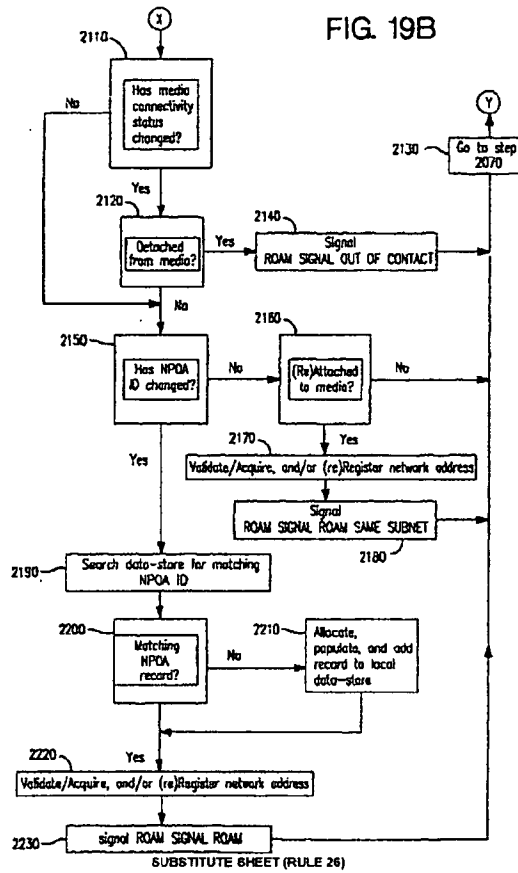 FIG. 19B
X
2110
Has media
connectivity
status
changed?
No
Yes
Y
2130
Go to step
2070
2120
Detached
from media?
Yes
2140
Signal
ROAM SIGNAL OUT OF CONTACT
No
2150
Has NPOA
ID changed?
No
2160
(Re)Attached
to media?
No
Yes
Yes
2170
Validate/Acquire, and/or (re)Register network address
Signal
ROAM SIGNAL ROAM SAME SUBNET
2180
2190
Search data-store for matching
NPOA ID
2200
Matching
NPOA
record?
No
2210
Allocate,
populate, and add
record to local
data-store
Yes
2220
Validate/Acquire, and/or (re)Register network address
2230
signal ROAM SIGNAL ROAM
SUBSTITUTE SHEET (RULE 26)